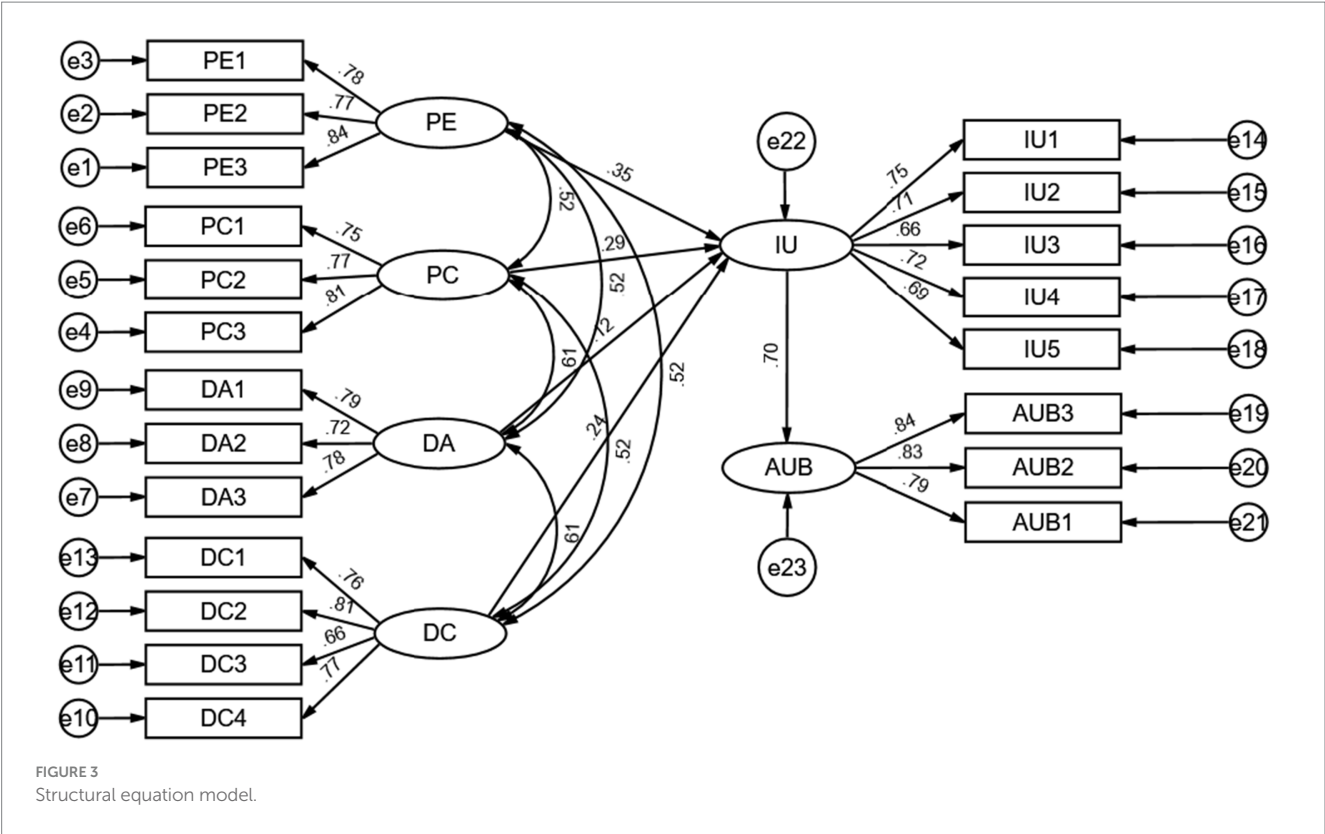 e3 PE1 .78
e2 PE2 .77 PE
e1 PE3 .84
e6 PC1 .75
e5 PC2 .77 PC
e4 PC3 .81
e9 DA1 .79
e8 DA2 .72 DA
e7 DA3 .78
e13 DC1 .76
e12 DC2 .81 DC
e11 DC3 .66
e10 DC4 .77
.52
.52
.52
.61
.52
.61
.35
.29
.12
.24
e22
IU
.70
AUB
e23
.75 IU1 e14
.71 IU2 e15
.66 IU3 e16
.72 IU4 e17
.69 IU5 e18
.84 AUB3 e19
.83 AUB2 e20
.79 AUB1 e21
FIGURE 3
Structural equation model.